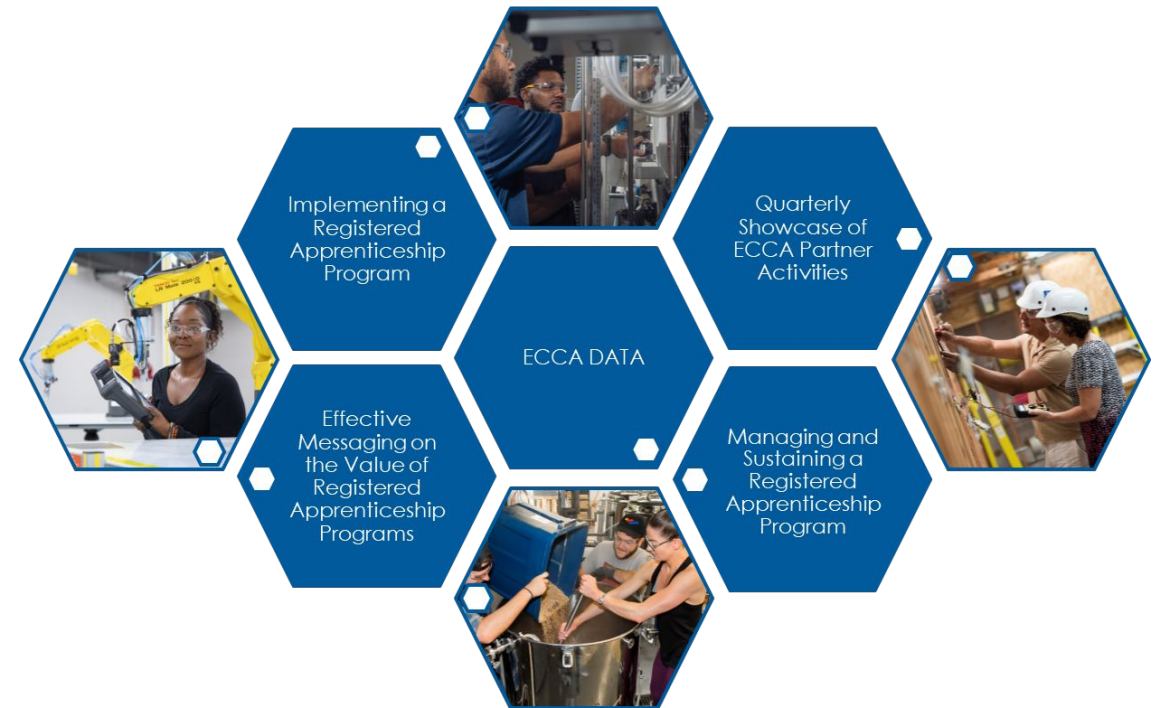 Implementing a
Registered
Apprenticeship
Program
Quarterly
Showcase of
ECCA Partner
Activities
ECCA DATA
Effective
Messaging on
the Value of
Registered
Apprenticeship
Programs
Managing and
Sustaining a
Registered
Apprenticeship
Program